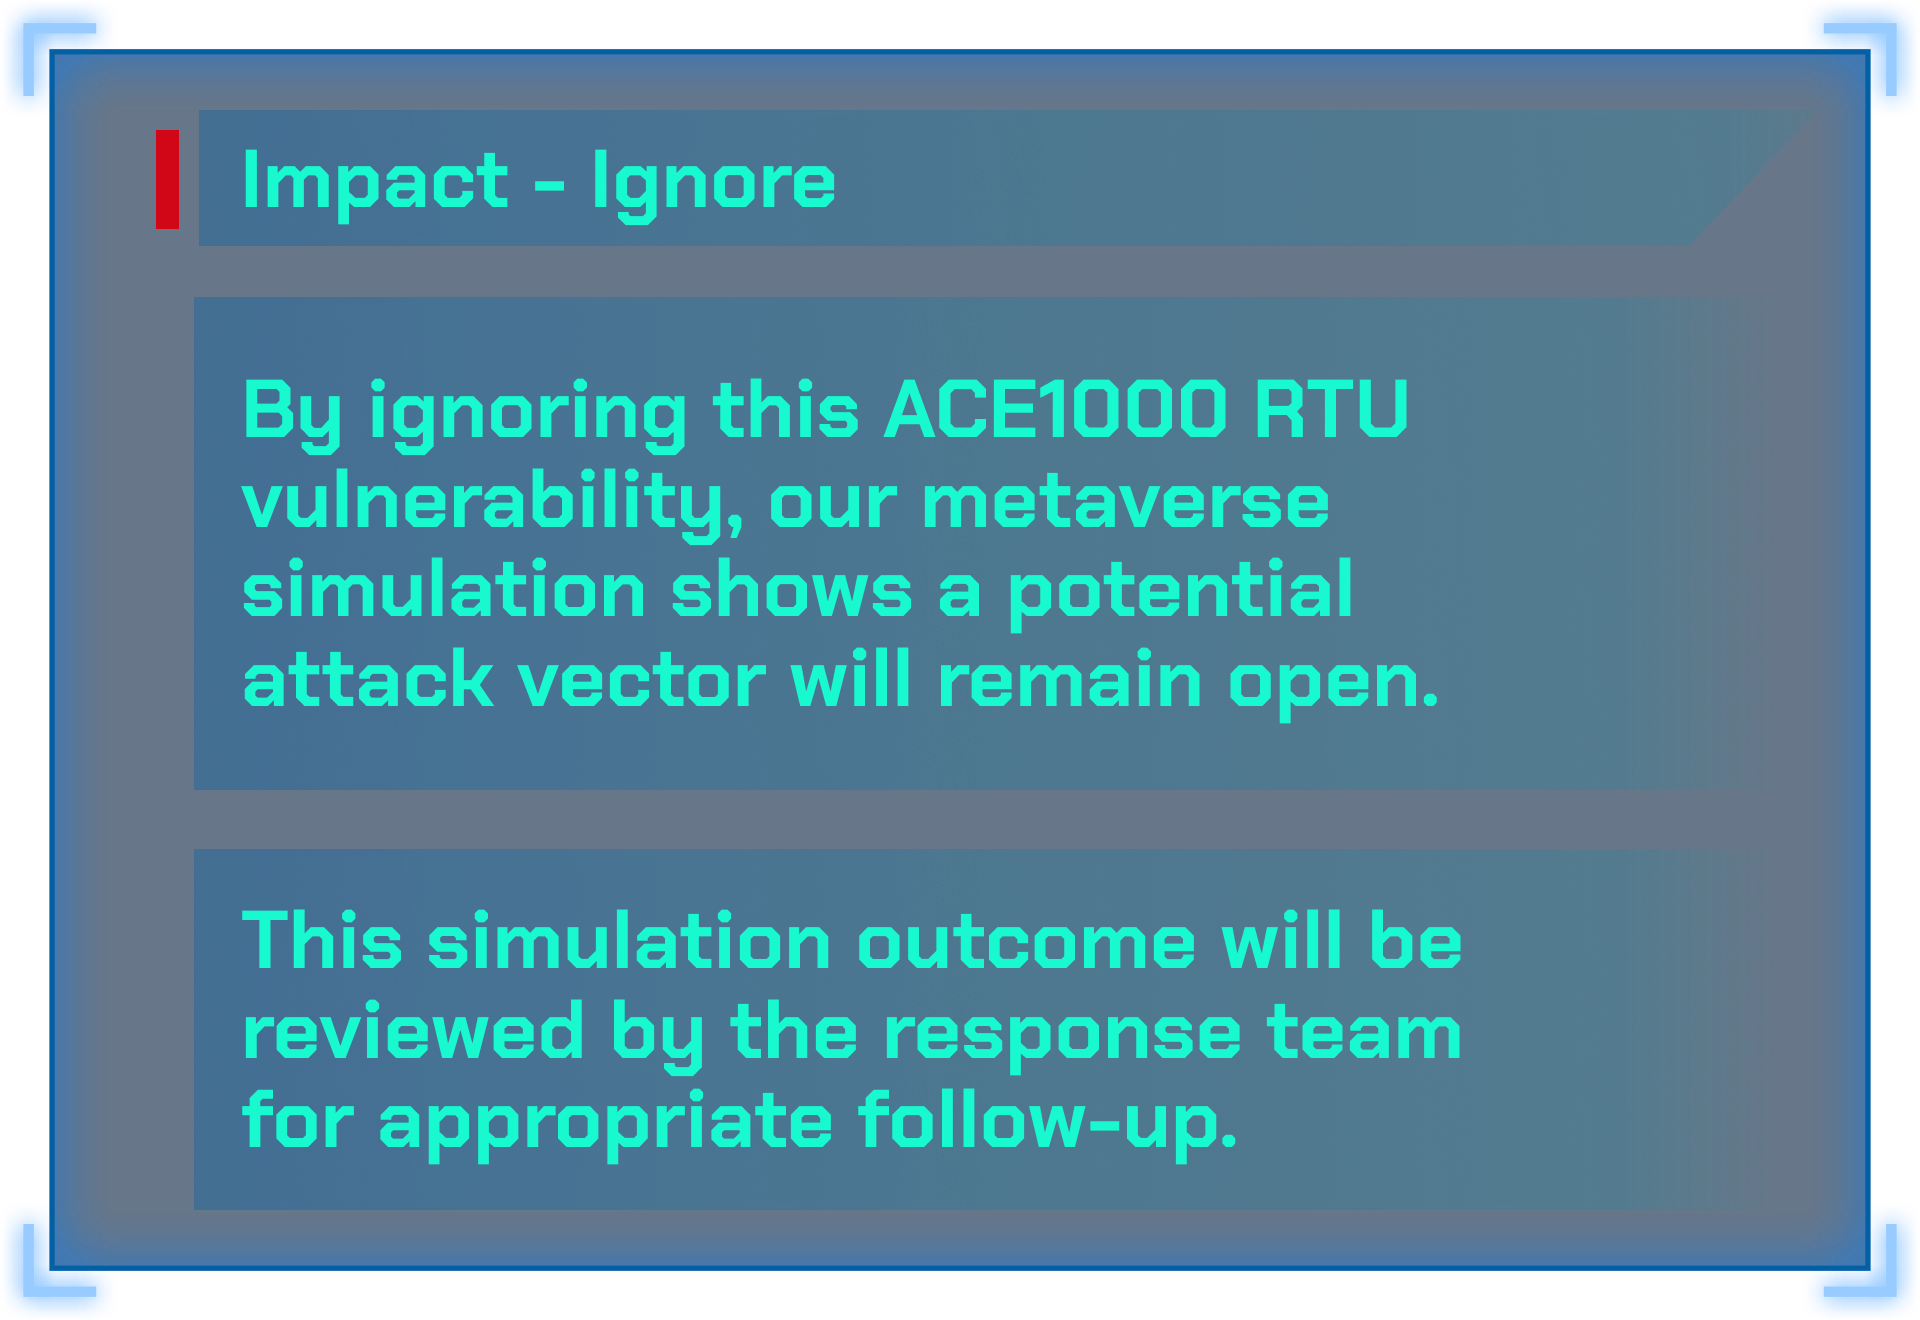 Impact - Ignore
By ignoring this ACE1000 RTU
vulnerability, our metaverse
simulation shows a potential
attack vector will remain open.
This simulation outcome will be
reviewed by the response team
for appropriate follow-up.